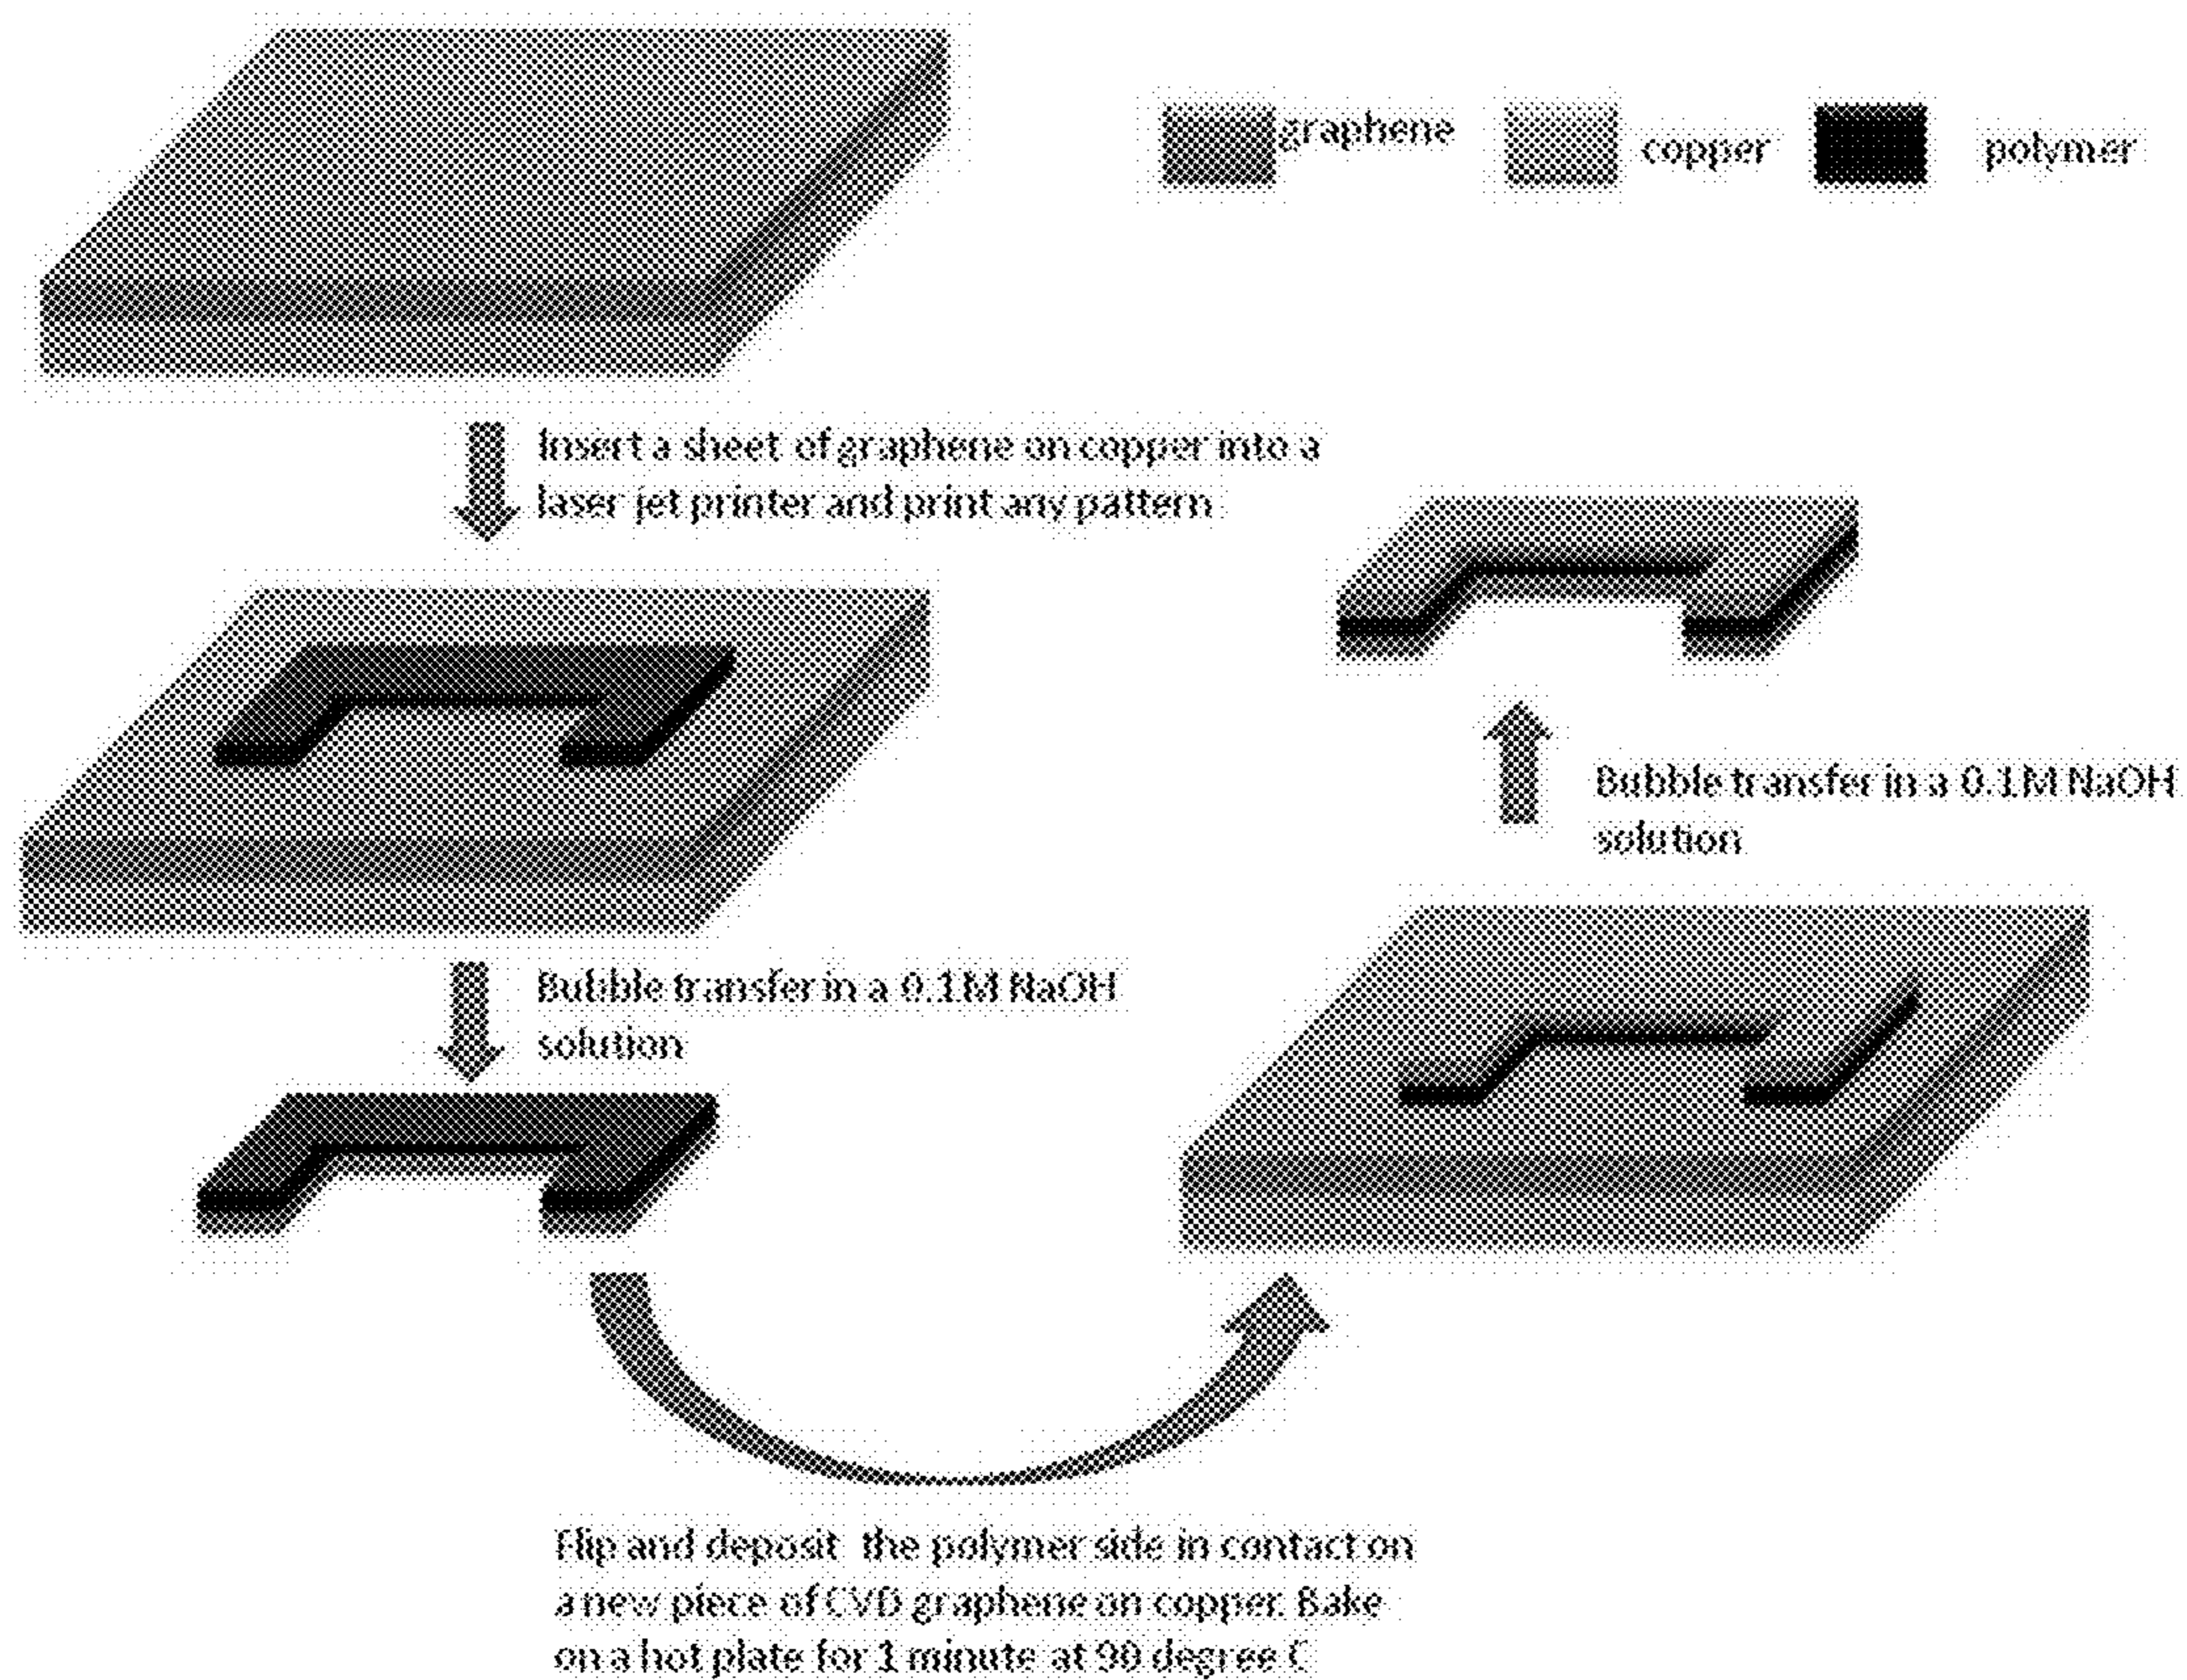 graphene
copper
polymer
Insert a sheet of graphene on copper into a
laser jet printer and print any pattern
Bubble transfer in a 0.1M NaOH
solution
Bubble transfer in a 0.1M NaOH
solution
Flip and deposit the polymer side in contact on
a new piece of CVD graphene on copper. Bake
on a hot plate for 1 minute at 90 degree C